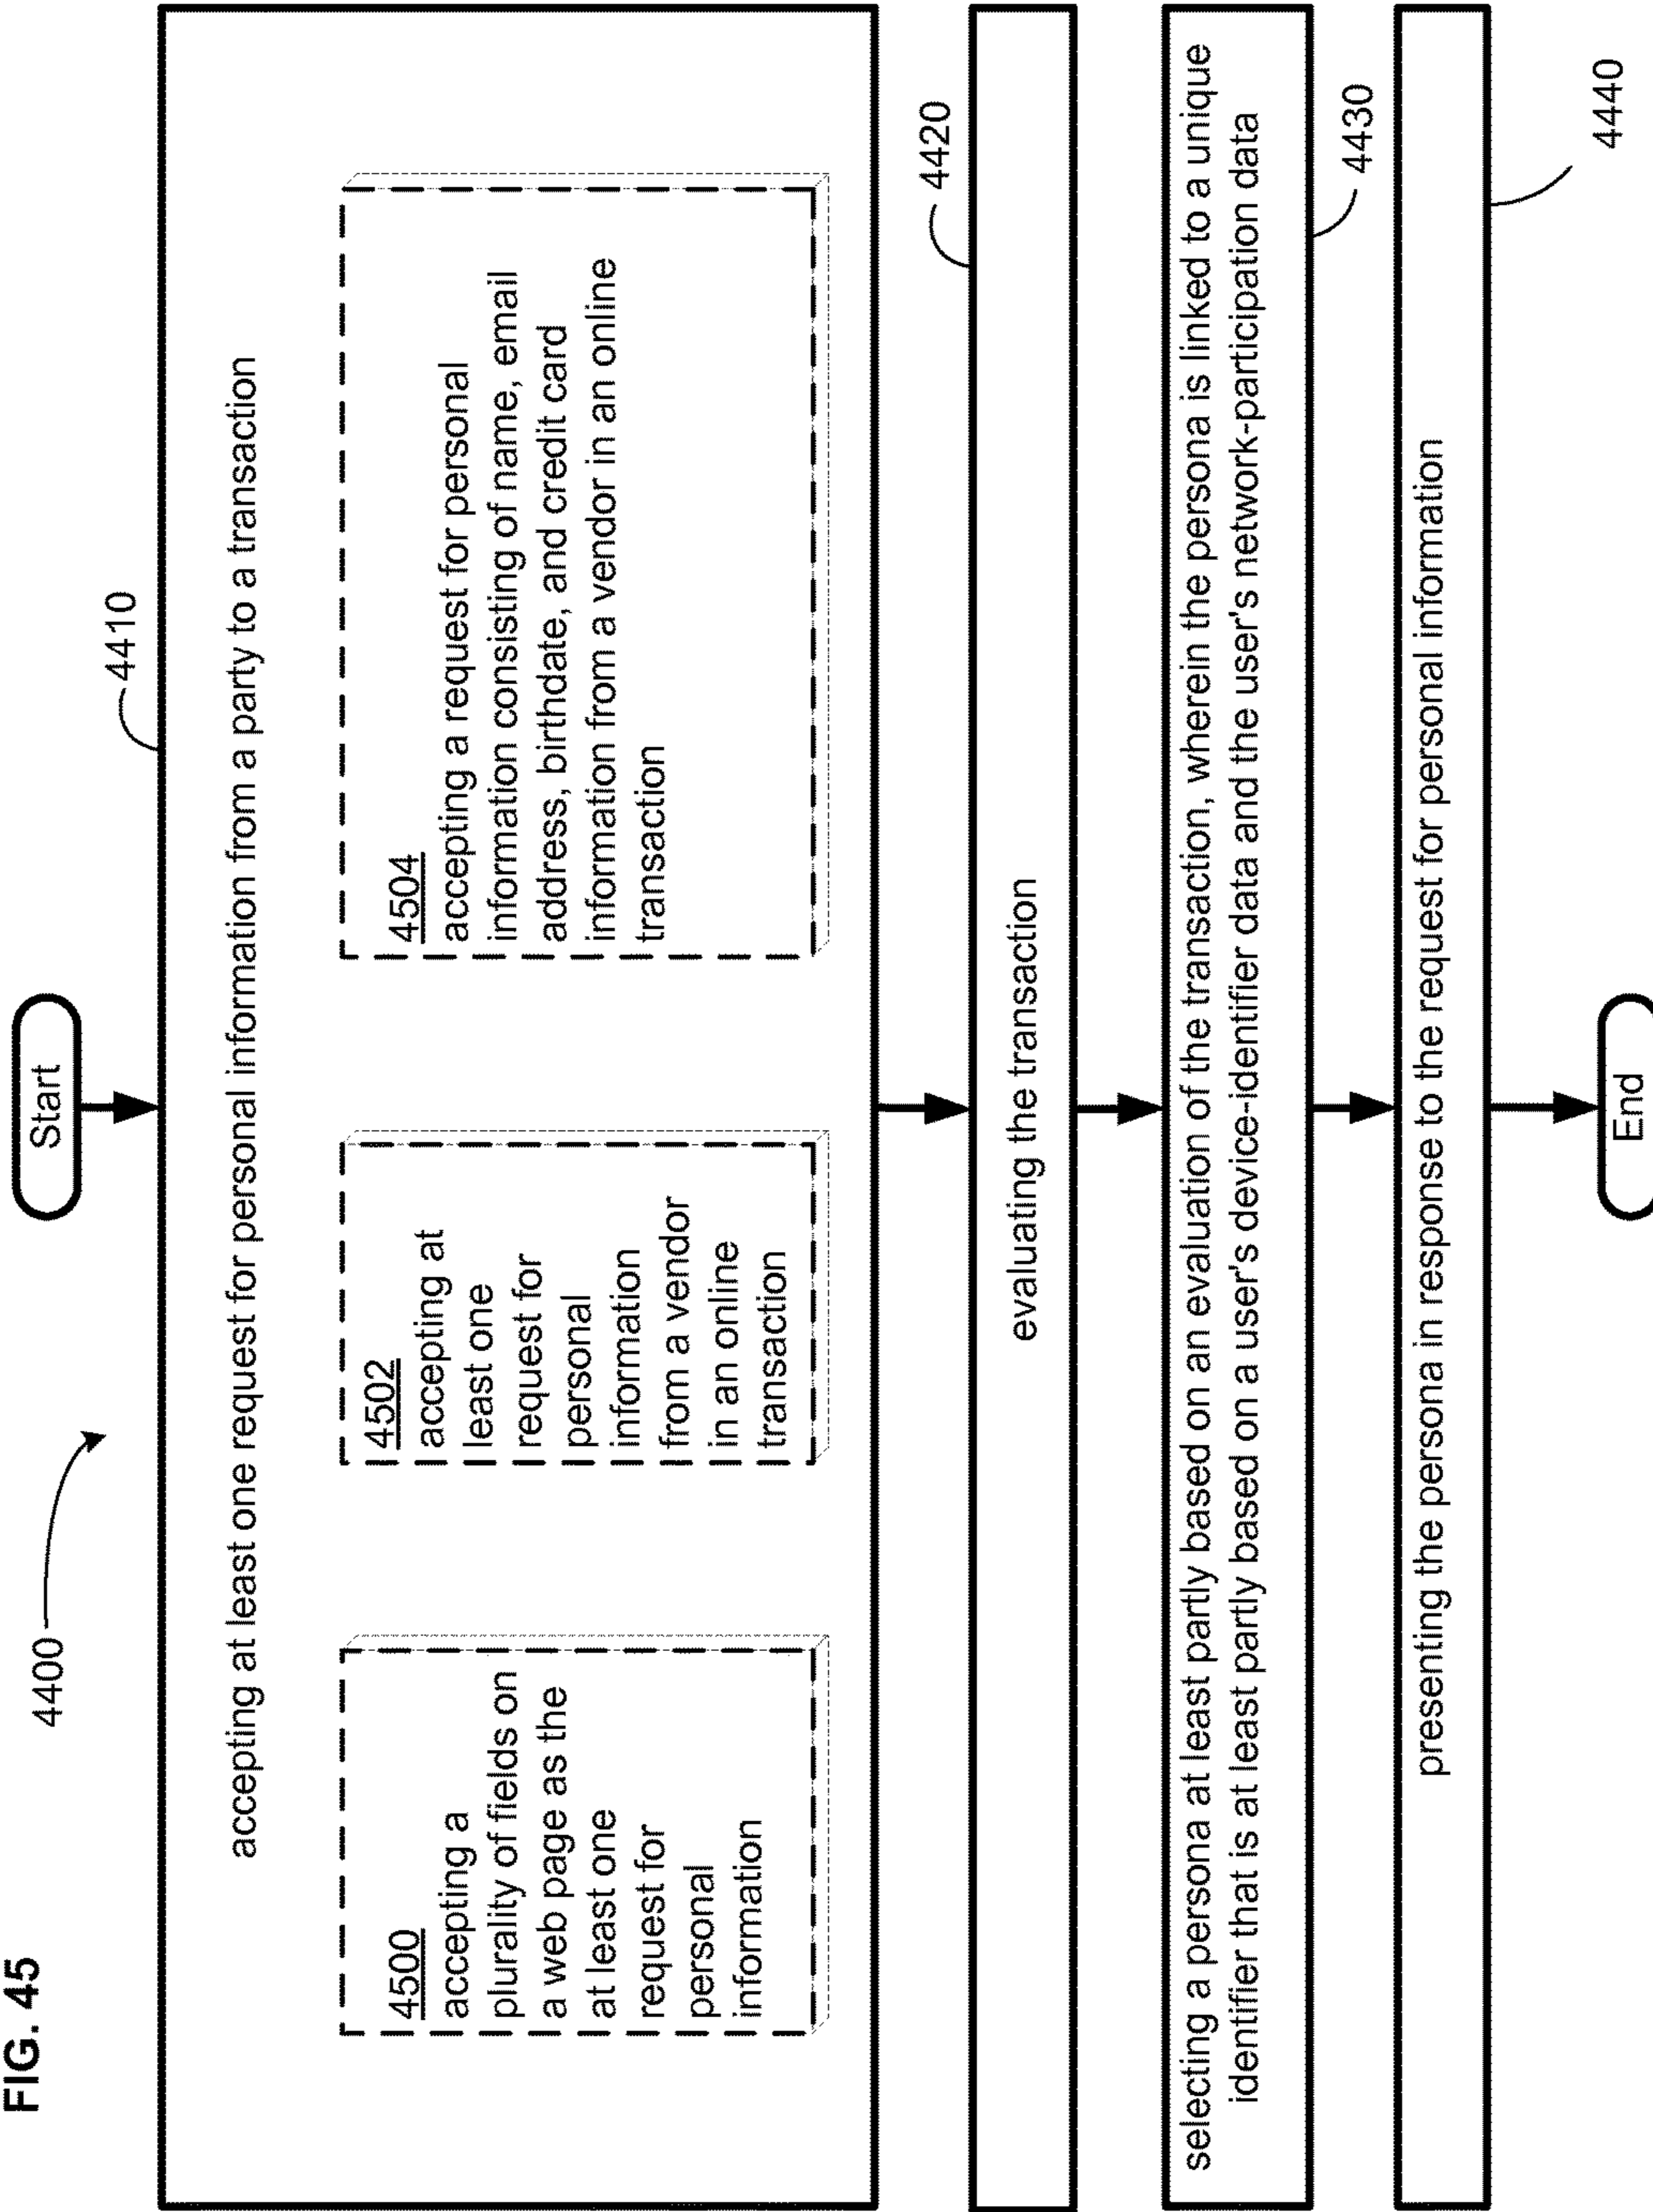 FIG. 45
4400
Start
4410
accepting at least one request for personal information from a party to a transaction
4500
accepting a
plurality of fields on
a web page as the
at least one
request for
personal
information
4502
accepting at
least one
request for
personal
information
from a vendor
in an online
transaction
4504
accepting a request for personal
information consisting of name, email
address, birthdate, and credit card
information from a vendor in an online
transaction
4420
evaluating the transaction
selecting a persona at least partly based on an evaluation of the transaction, wherein the persona is linked to a unique
identifier that is at least partly based on a user's device-identifier data and the user's network-participation data
4430
presenting the persona in response to the request for personal information
4440
End